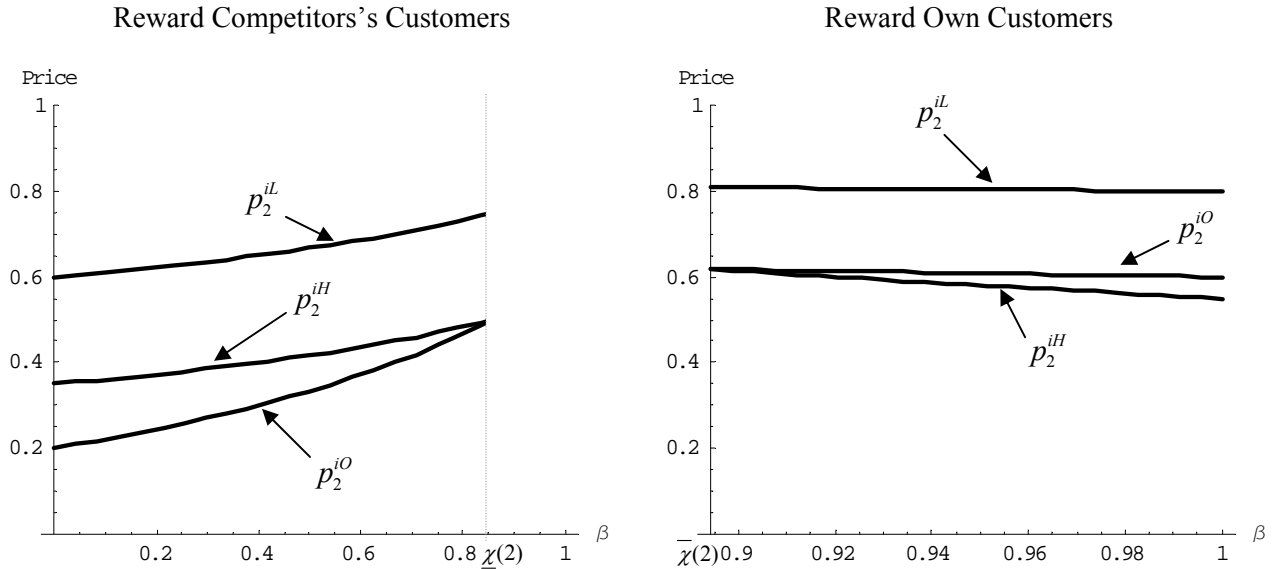 Reward Competitors's Customers
Reward Own Customers
Price
1
0.8
0.6
0.4
0.2
p_2^{iL}
p_2^{iH}
p_2^{iO}
0.2 0.4 0.6 0.8 χ(2) 1 β
Price
1
0.8
0.6
0.4
0.2
p_2^{iL}
p_2^{iO}
p_2^{iH}
χ̅(2) 0.9 0.92 0.94 0.96 0.98 1 β